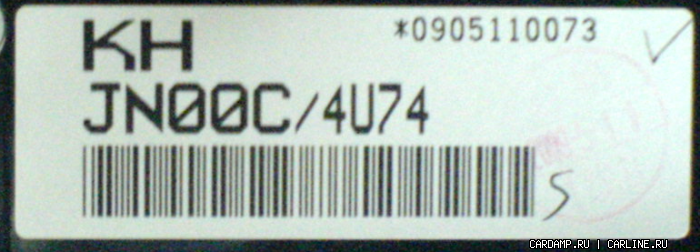 KH *0905110073
JN00C/4U74
5
CARDAMP.RU | CARLINE.RU